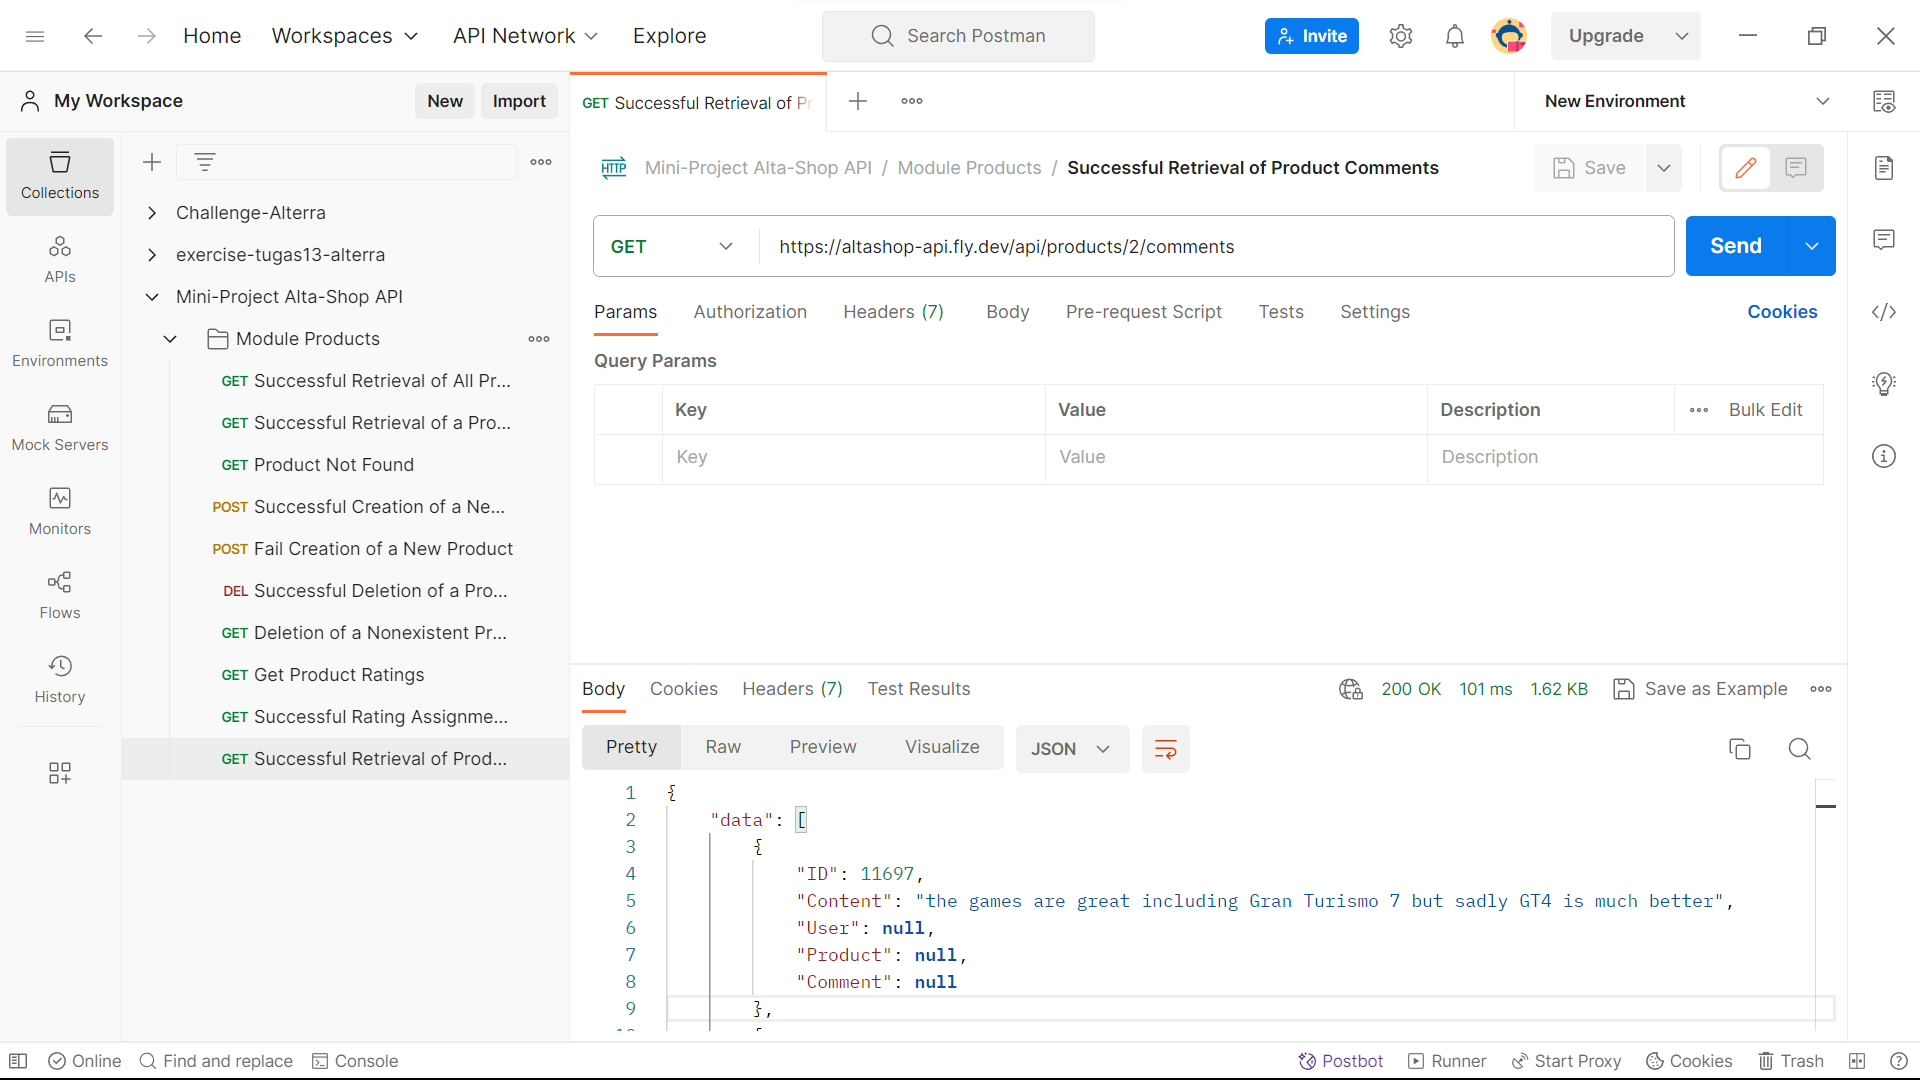 Home Workspaces API Network Explore Search Postman Invite Upgrade
My Workspace New Import GET Successful Retrieval of Pr New Environment
Collections
APIs
Environments
Mock Servers
Monitors
Flows
History
Challenge-Alterra
exercise-tugas13-alterra
Mini-Project Alta-Shop API
Module Products
GET Successful Retrieval of All Pr...
GET Successful Retrieval of a Pro...
GET Product Not Found
POST Successful Creation of a Ne...
POST Fail Creation of a New Product
DEL Successful Deletion of a Pro...
GET Deletion of a Nonexistent Pr...
GET Get Product Ratings
GET Successful Rating Assignme...
GET Successful Retrieval of Prod...
HTTP Mini-Project Alta-Shop API / Module Products / Successful Retrieval of Product Comments Save
GET https://altashop-api.fly.dev/api/products/2/comments Send
Params Authorization Headers (7) Body Pre-request Script Tests Settings Cookies
Query Params
Key Value Description Bulk Edit
Key Value Description
Body Cookies Headers (7) Test Results 200 OK 101 ms 1.62 KB Save as Example
Pretty Raw Preview Visualize JSON
1 {
2 "data": [
3 {
4 "ID": 11697,
5 "Content": "the games are great including Gran Turismo 7 but sadly GT4 is much better",
6 "User": null,
7 "Product": null,
8 "Comment": null
9 },
Online Find and replace Console Postbot Runner Start Proxy Cookies Trash